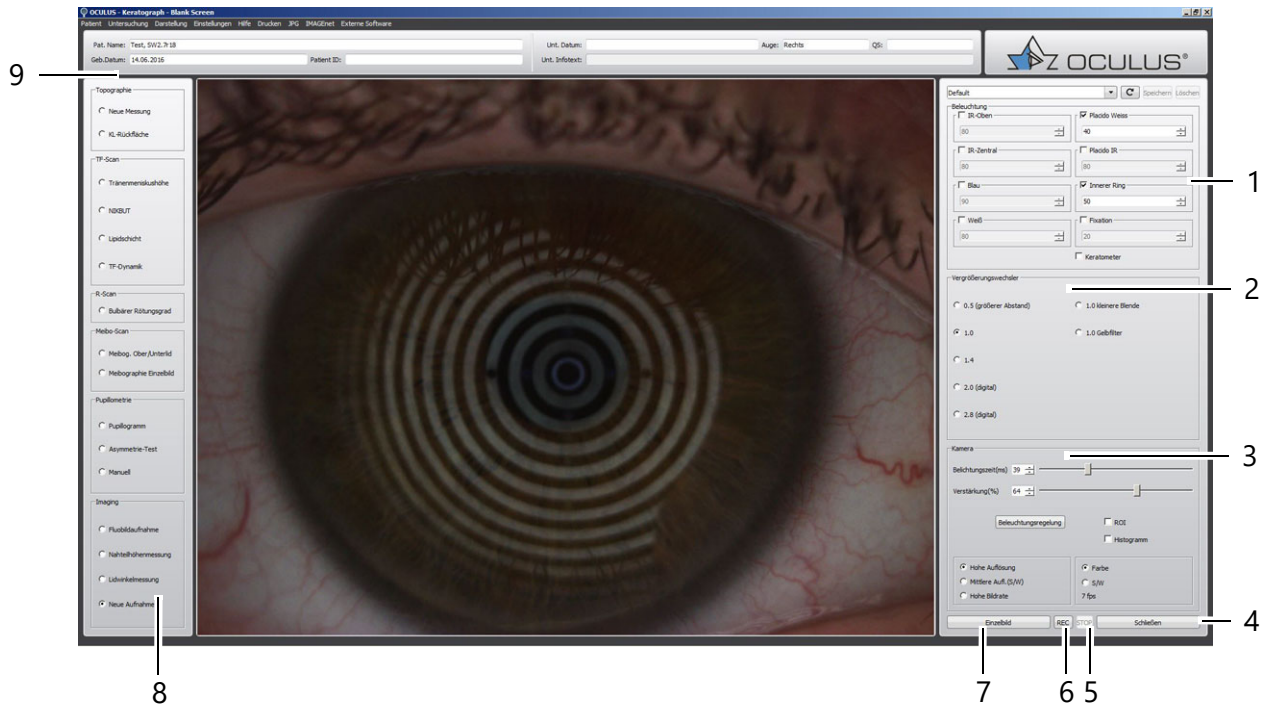 OCULUS - Keratograph - Blank Screen
Patient Untersuchung Darstellung Einstellungen Hilfe Drucken JPG IMAGEnet Externe Software
Pat. Name: Test, SW2.7r18 Unt. Datum: Auge: Rechts QS:
Geb.Datum: 14.06.2016 Patient ID: Unt. Infotext:
OCULUS®
9
Topographie
Neue Messung
KL-Rückfläche
TF-Scan
Tränenmeniskushöhe
NIKBUT
Lipidschicht
TF-Dynamik
R-Scan
Bulbärer Rötungsgrad
Meibo-Scan
Meibog. Ober/Unterlid
Meibographie Einzelbild
Pupillometrie
Pupillogramm
Asymmetrie-Test
Manuell
Imaging
Fluobildaufnahme
Nahteilhöhenmessung
Lidwinkelmessung
Neue Aufnahme
8
Default Speichern Löschen
Beleuchtung
IR-Oben Placido Weiss
80 40
IR-Zentral Placido IR
80 80
1
Blau Innerer Ring
90 50
Weiß Fixation
80 20
Keratometer
Vergrößerungswechsler
2
0.5 (größerer Abstand) 1.0 kleinere Blende
1.0 1.0 Gelbfilter
1.4
2.0 (digital)
2.8 (digital)
Kamera
3
Belichtungszeit(ms) 39
Verstärkung(%) 64
Beleuchtungsregelung ROI
Histogramm
Hohe Auflösung Farbe
Mittlere Aufl.(S/W) S/W
Hohe Bildrate 7 fps
Einzelbild REC STOP Schließen
4
7 6 5